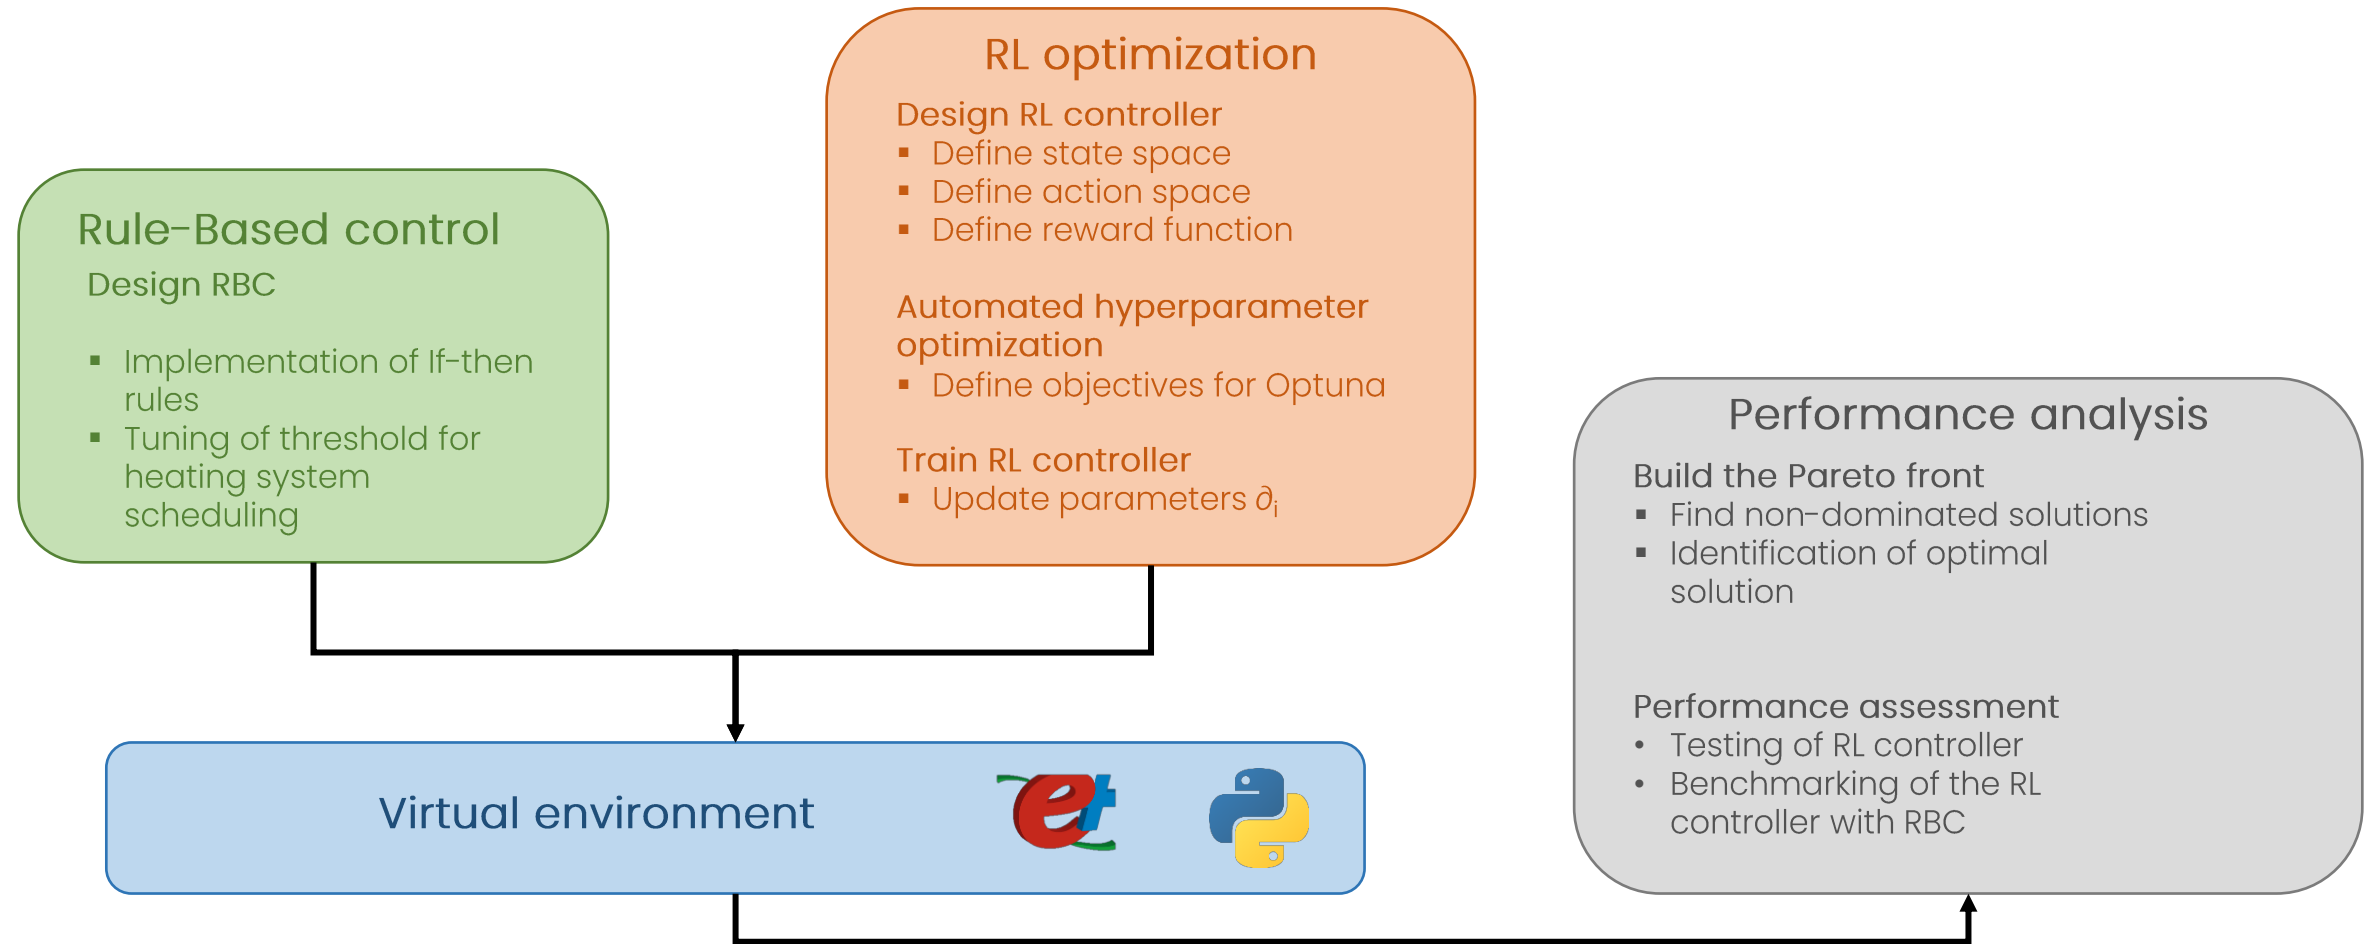 Rule-Based control
Design RBC
▪ Implementation of If-then
rules
▪ Tuning of threshold for
heating system
scheduling
RL optimization
Design RL controller
▪ Define state space
▪ Define action space
▪ Define reward function
Automated hyperparameter
optimization
▪ Define objectives for Optuna
Train RL controller
▪ Update parameters ∂i
Virtual environment
et
Performance analysis
Build the Pareto front
▪ Find non-dominated solutions
▪ Identification of optimal
solution
Performance assessment
• Testing of RL controller
• Benchmarking of the RL
controller with RBC